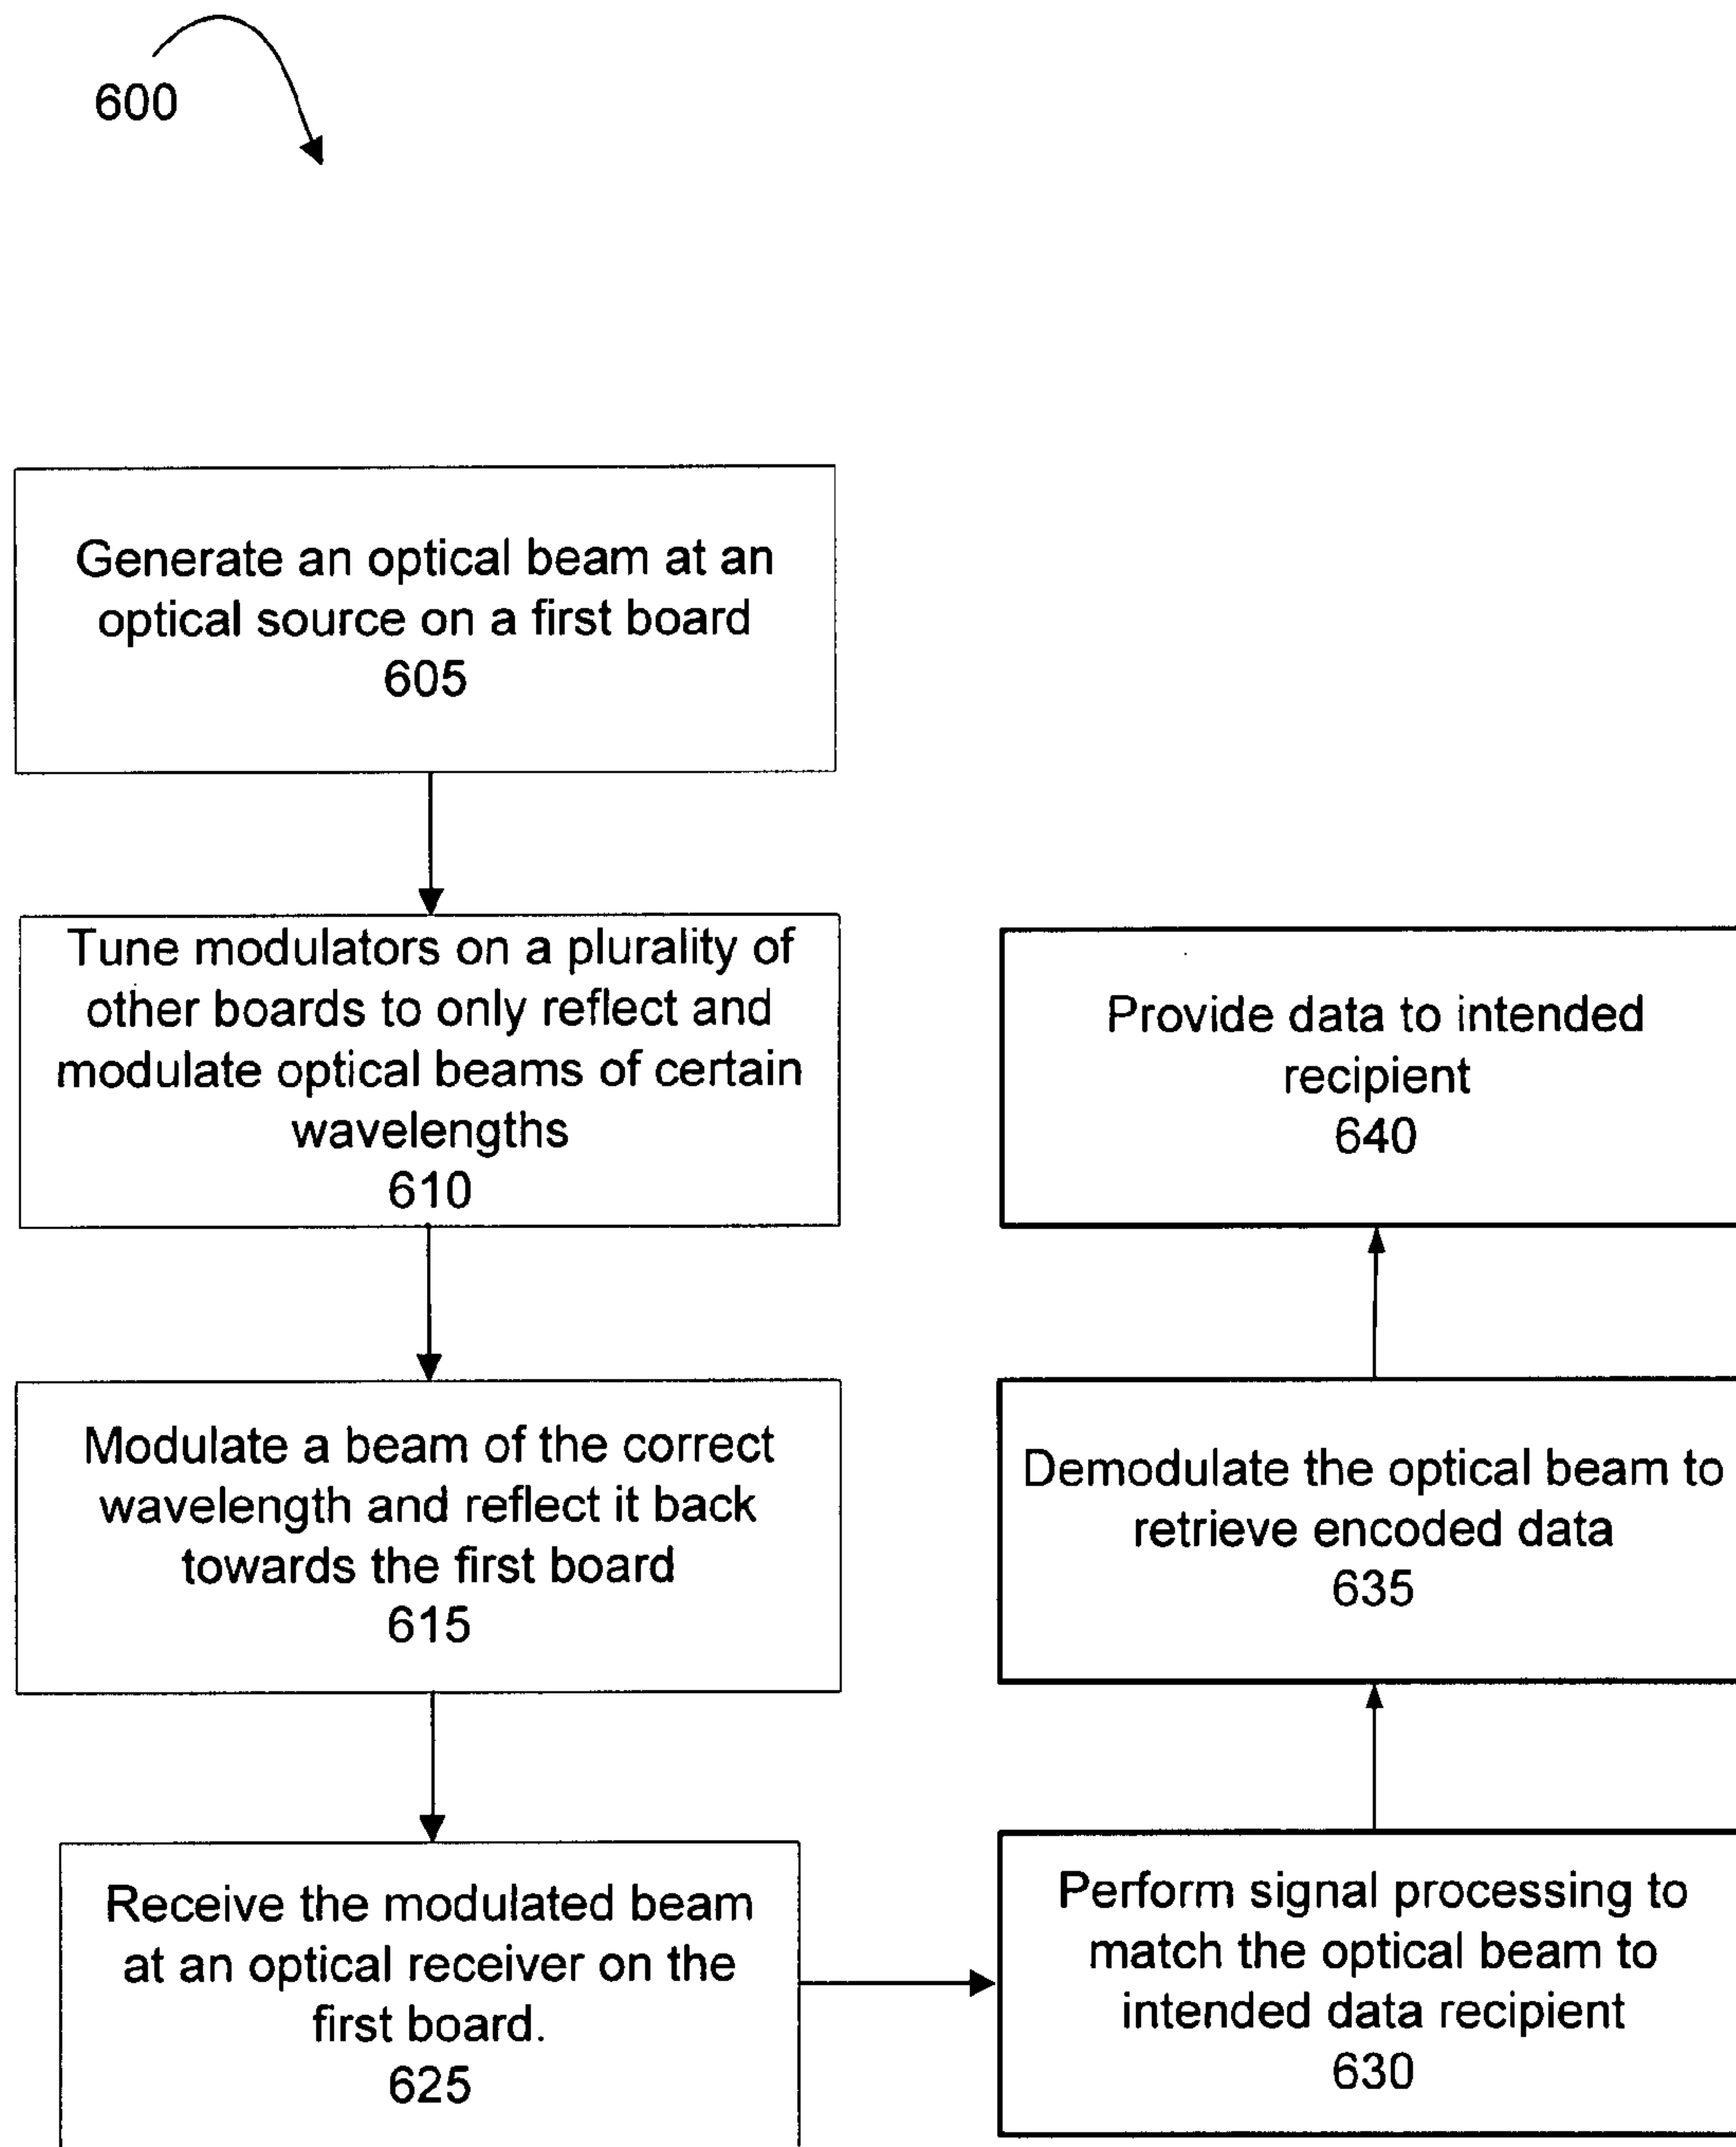 600
Generate an optical beam at an
optical source on a first board
605
Tune modulators on a plurality of
other boards to only reflect and
modulate optical beams of certain
wavelengths
610
Modulate a beam of the correct
wavelength and reflect it back
towards the first board
615
Receive the modulated beam
at an optical receiver on the
first board.
625
Perform signal processing to
match the optical beam to
intended data recipient
630
Demodulate the optical beam to
retrieve encoded data
635
Provide data to intended
recipient
640